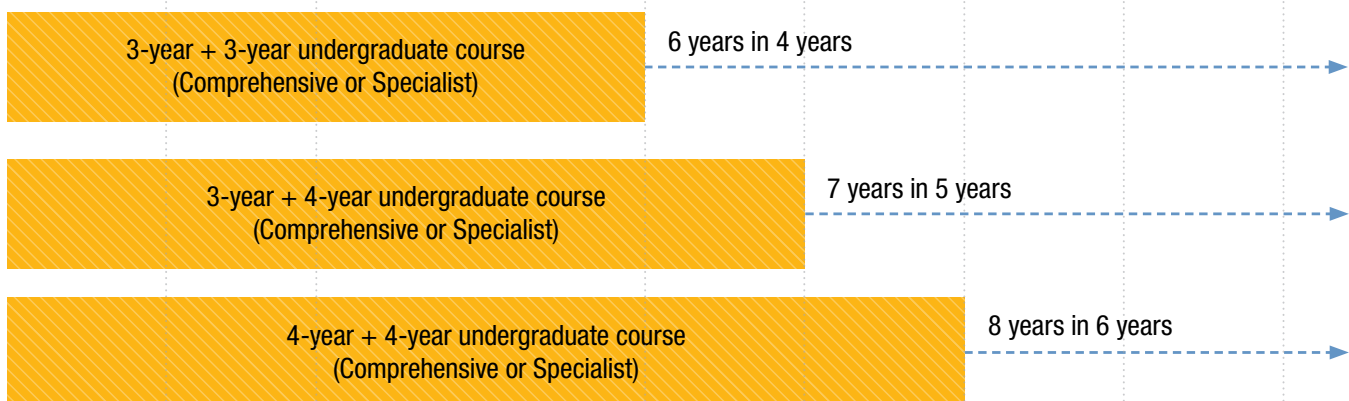 3-year + 3-year undergraduate course
(Comprehensive or Specialist)
6 years in 4 years
3-year + 4-year undergraduate course
(Comprehensive or Specialist)
7 years in 5 years
4-year + 4-year undergraduate course
(Comprehensive or Specialist)
8 years in 6 years